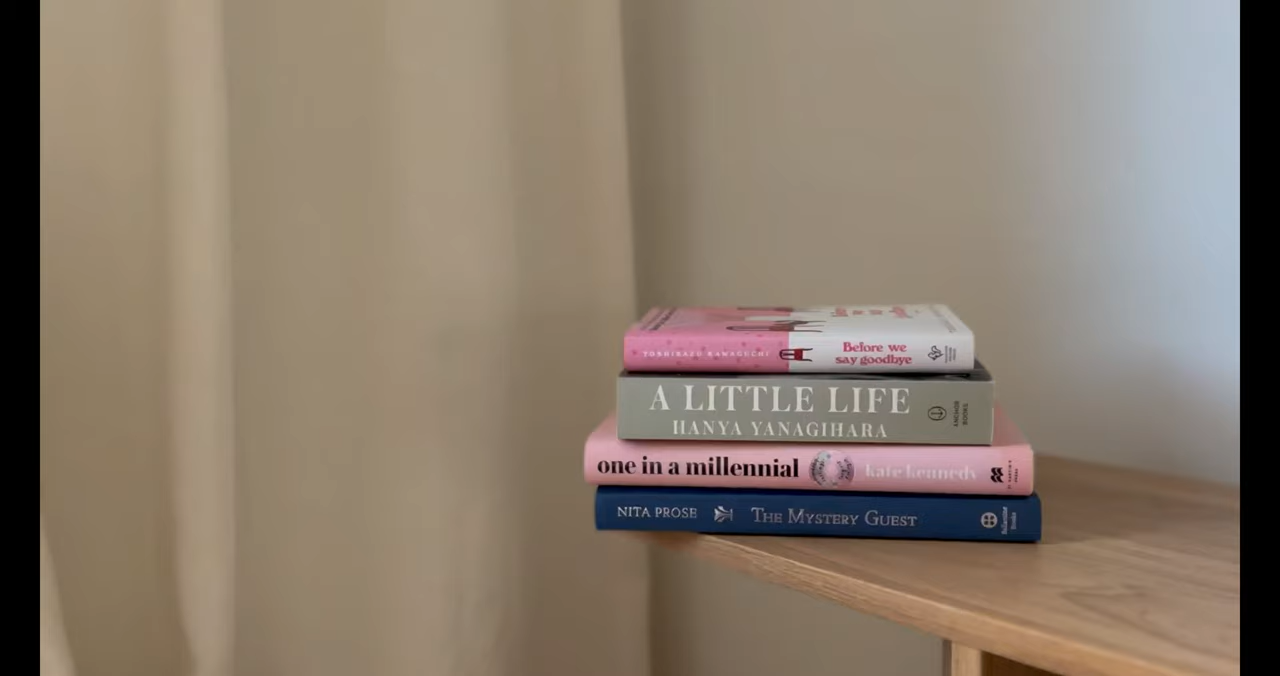 TOSHIKAZU KAWAGUCHI
Before we
say goodbye
A LITTLE LIFE
HANYA YANAGIHARA
ANCHOR
BOOKS
one in a millennial
kate kennedy
NITA PROSE
THE MYSTERY GUEST
Ballantine
Books